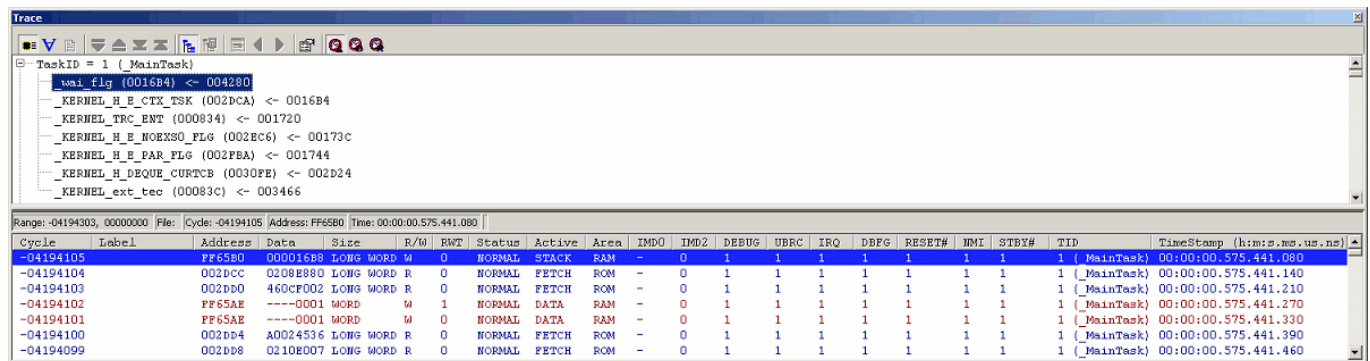 Trace
TaskID = 1 (_MainTask)
_wai_flg (0016B4) <- 004280
_KERNEL_H_E_CTX_TSK (002DCA) <- 0016B4
_KERNEL_TRC_ENT (000834) <- 001720
_KERNEL_H_E_NOEXS0_FLG (002EC6) <- 00173C
_KERNEL_H_E_PAR_FLG (002FBA) <- 001744
_KERNEL_H_DEQUE_CURTCB (0030FE) <- 002D24
_KERNEL_ext_tec (00083C) <- 003466
Range: -04194303, 00000000 File: Cycle: -04194105 Address: FF65B0 Time: 00:00:00.575.441.080
Cycle Label Address Data Size R/W RWT Status Active Area IMD0 IMD2 DEBUG UBRC IRQ DBFG RESET# NMI STBY# TID TimeStamp (h:m:s.ms.us.ns)
-04194105 FF65B0 000016B8 LONG WORD W 0 NORMAL STACK RAM - 0 1 1 1 1 1 1 1 1 (_MainTask) 00:00:00.575.441.080
-04194104 002DCC 0208E880 LONG WORD R 0 NORMAL FETCH ROM - 0 1 1 1 1 1 1 1 1 (_MainTask) 00:00:00.575.441.140
-04194103 002DD0 460CF002 LONG WORD R 0 NORMAL FETCH ROM - 0 1 1 1 1 1 1 1 1 (_MainTask) 00:00:00.575.441.210
-04194102 FF65AE ----0001 WORD W 1 NORMAL DATA RAM - 0 1 1 1 1 1 1 1 1 (_MainTask) 00:00:00.575.441.270
-04194101 FF65AE ----0001 WORD W 0 NORMAL DATA RAM - 0 1 1 1 1 1 1 1 1 (_MainTask) 00:00:00.575.441.330
-04194100 002DD4 A0024536 LONG WORD R 0 NORMAL FETCH ROM - 0 1 1 1 1 1 1 1 1 (_MainTask) 00:00:00.575.441.390
-04194099 002DD8 0210E007 LONG WORD R 0 NORMAL FETCH ROM - 0 1 1 1 1 1 1 1 1 (_MainTask) 00:00:00.575.441.460